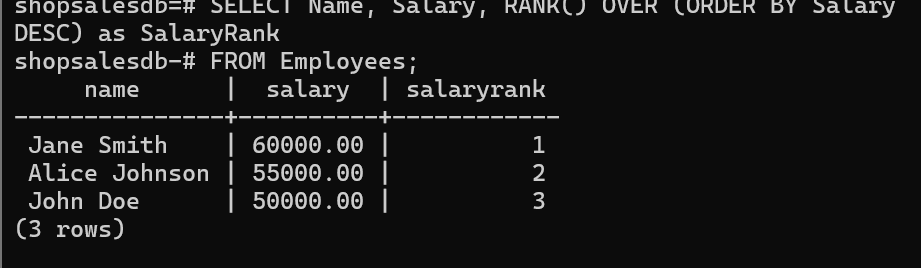 shopsalesdb=# SELECT Name, Salary, RANK() OVER (ORDER BY Salary
DESC) as SalaryRank
shopsalesdb-# FROM Employees;
     name      |  salary  | salaryrank
---------------+----------+------------
 Jane Smith    | 60000.00 |          1
 Alice Johnson | 55000.00 |          2
 John Doe      | 50000.00 |          3
(3 rows)